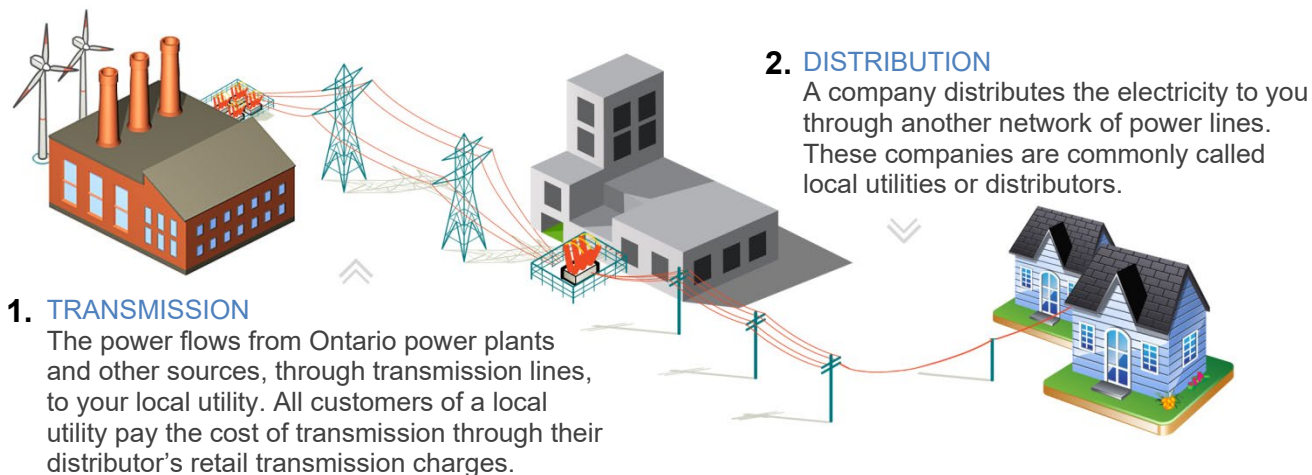 2. DISTRIBUTION
A company distributes the electricity to you
through another network of power lines.
These companies are commonly called
local utilities or distributors.
1. TRANSMISSION
The power flows from Ontario power plants
and other sources, through transmission lines,
to your local utility. All customers of a local
utility pay the cost of transmission through their
distributor’s retail transmission charges.